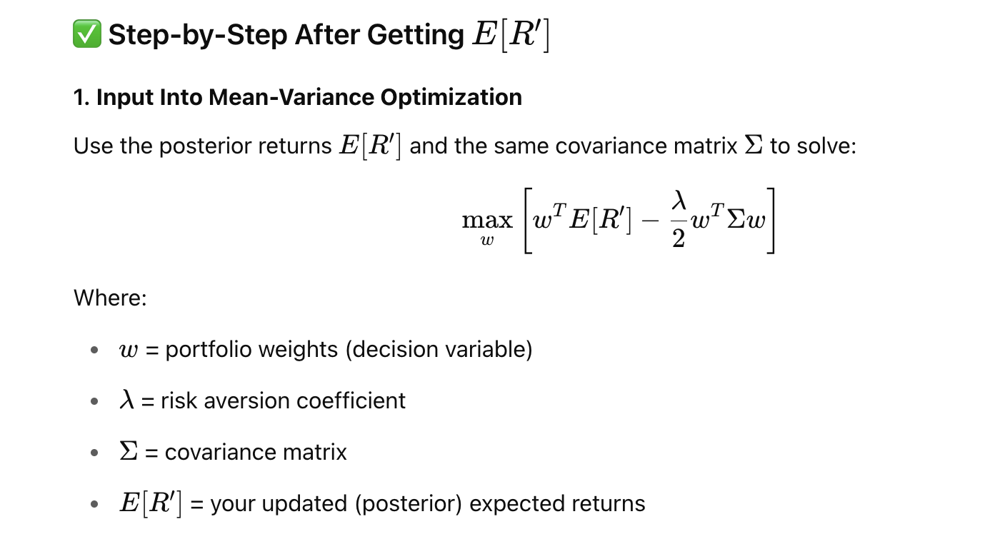 ✅ Step-by-Step After Getting $E[R']$
1. Input Into Mean-Variance Optimization
Use the posterior returns $E[R']$ and the same covariance matrix $\Sigma$ to solve:
$\max_{w} \left[ w^T E[R'] - \frac{\lambda}{2} w^T \Sigma w \right]$
Where:
• $w$ = portfolio weights (decision variable)
• $\lambda$ = risk aversion coefficient
• $\Sigma$ = covariance matrix
• $E[R']$ = your updated (posterior) expected returns